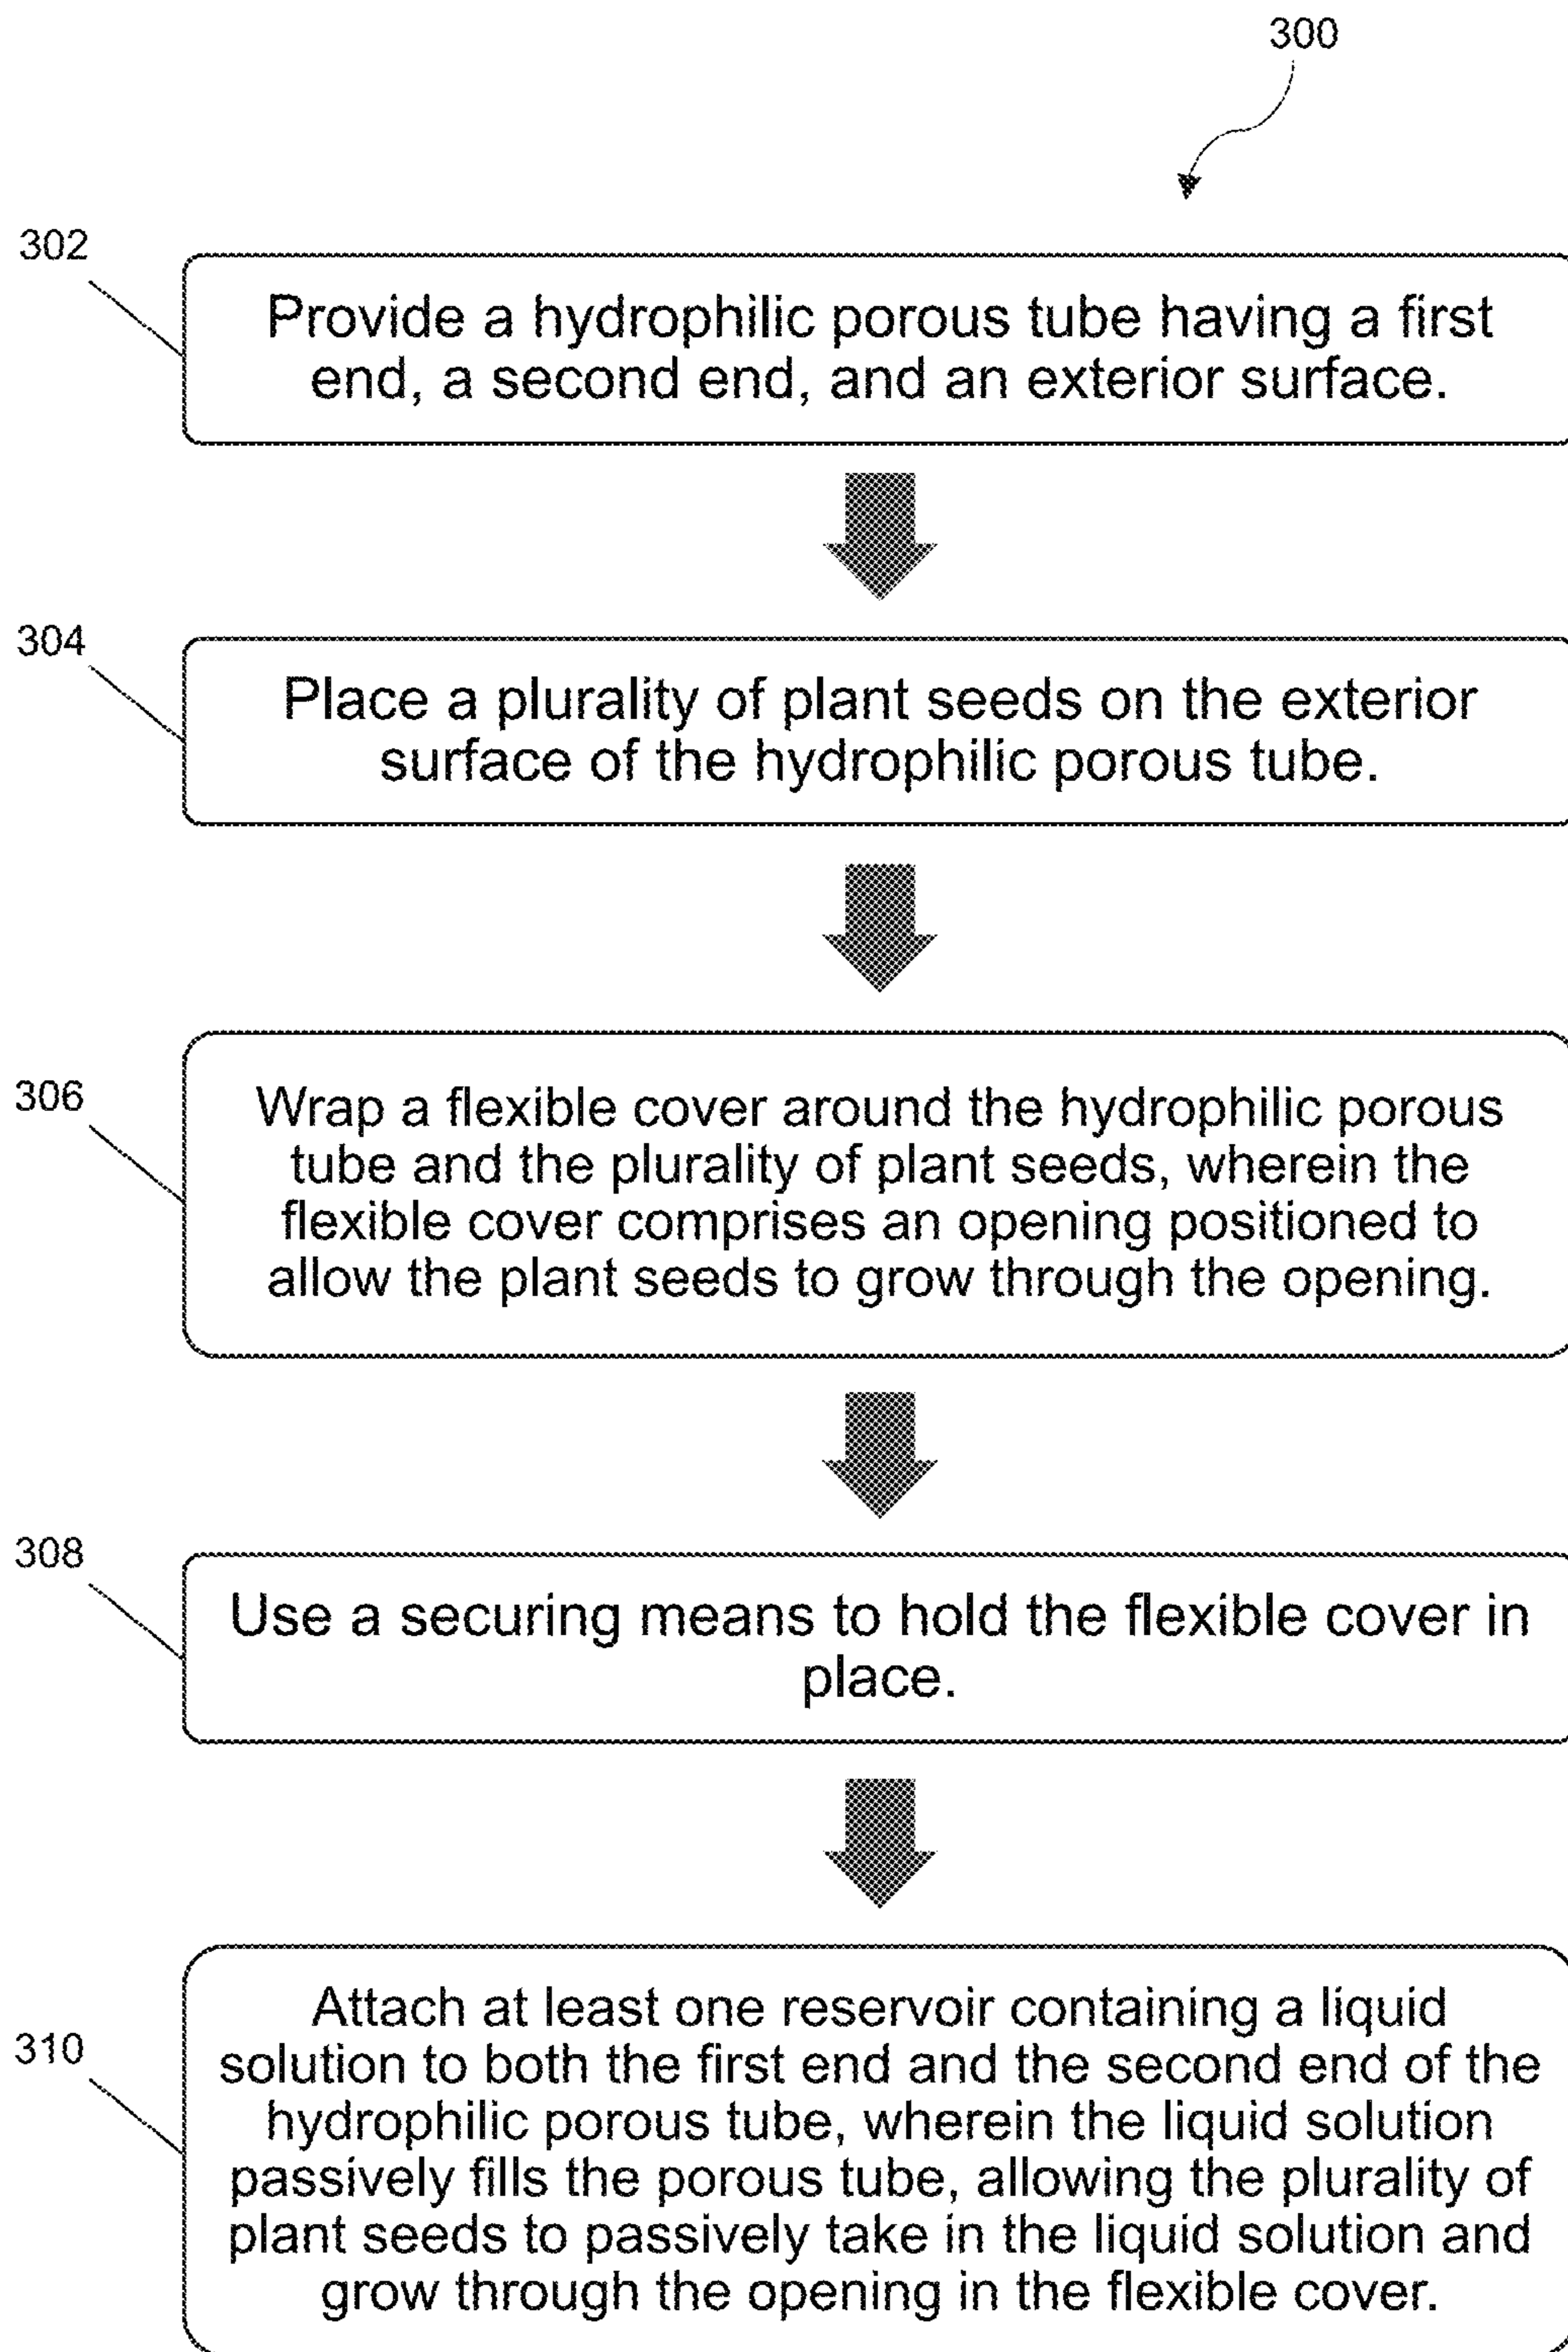 300
302
Provide a hydrophilic porous tube having a first
end, a second end, and an exterior surface.
304
Place a plurality of plant seeds on the exterior
surface of the hydrophilic porous tube.
306
Wrap a flexible cover around the hydrophilic porous
tube and the plurality of plant seeds, wherein the
flexible cover comprises an opening positioned to
allow the plant seeds to grow through the opening.
308
Use a securing means to hold the flexible cover in
place.
310
Attach at least one reservoir containing a liquid
solution to both the first end and the second end of the
hydrophilic porous tube, wherein the liquid solution
passively fills the porous tube, allowing the plurality of
plant seeds to passively take in the liquid solution and
grow through the opening in the flexible cover.